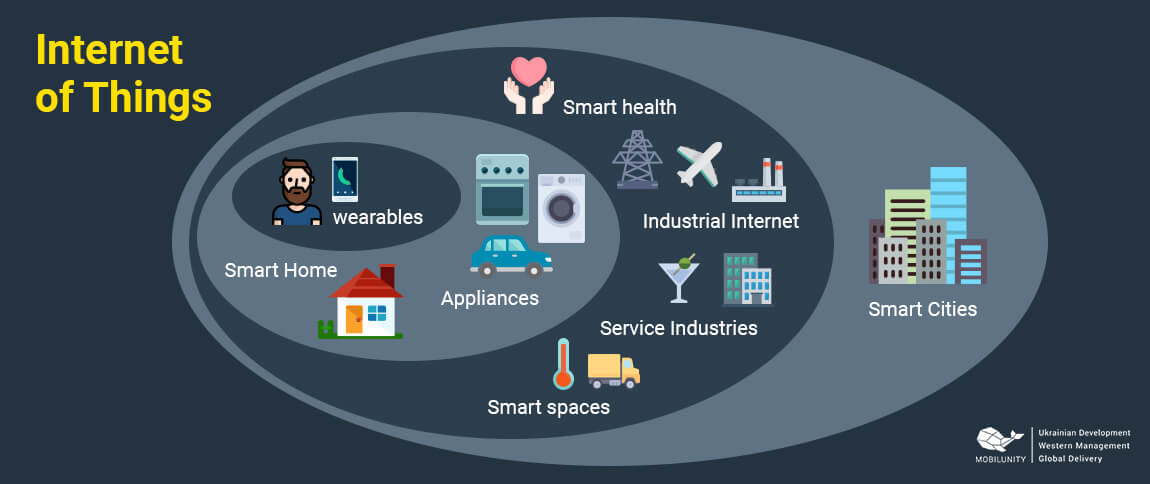 Internet
of Things
Smart health
wearables
Industrial Internet
Smart Home
Appliances
Smart Cities
Service Industries
Smart spaces
MOBILUNITY
Ukrainian Development
Western Management
Global Delivery